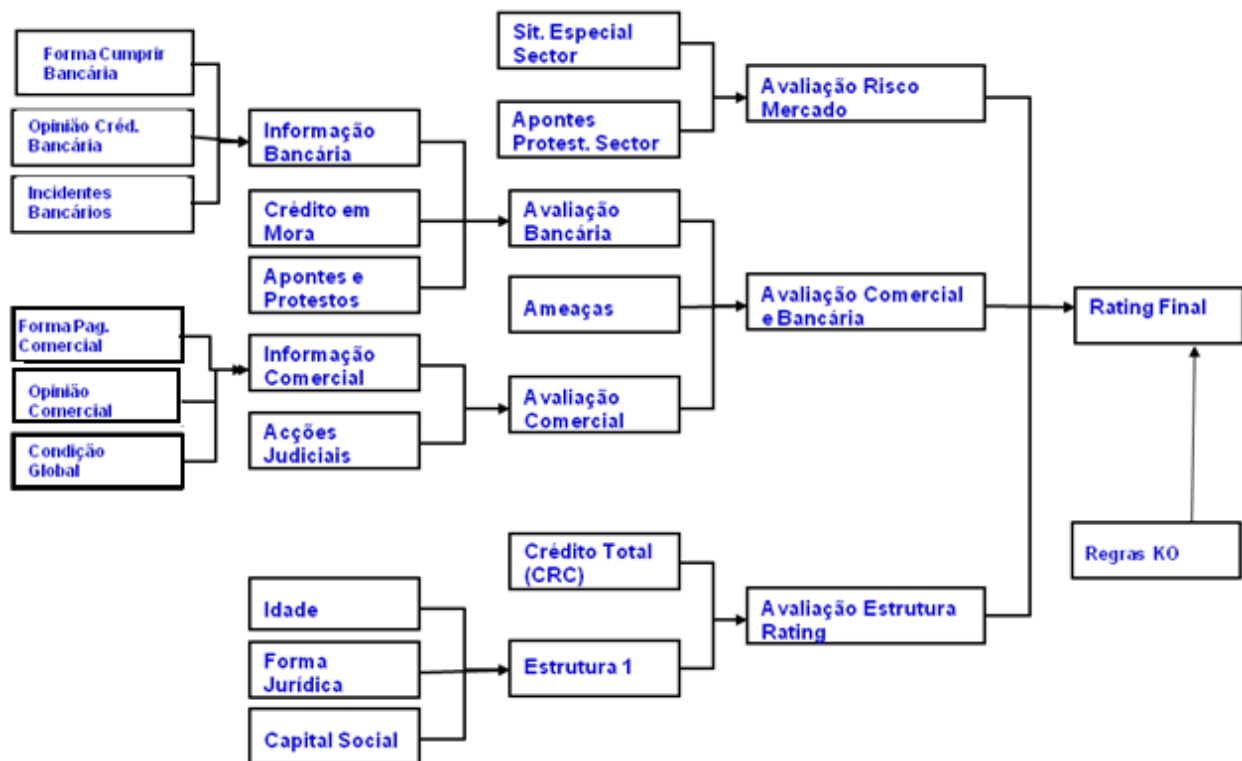 Forma Cumprir
Bancária
Opinião Créd.
Bancária
Incidentes
Bancários
Forma Pag.
Comercial
Opinião
Comercial
Condição
Global
Informação
Bancária
Crédito em
Mora
Apontes e
Protestos
Informação
Comercial
Acções
Judiciais
Idade
Forma
Jurídica
Capital Social
Sit. Especial
Sector
Apontes
Protest. Sector
Avaliação
Bancária
Ameaças
Avaliação
Comercial
Crédito Total
(CRC)
Estrutura 1
Avaliação Risco
Mercado
Avaliação Comercial
e Bancária
Avaliação Estrutura
Rating
Rating Final
Regras KO